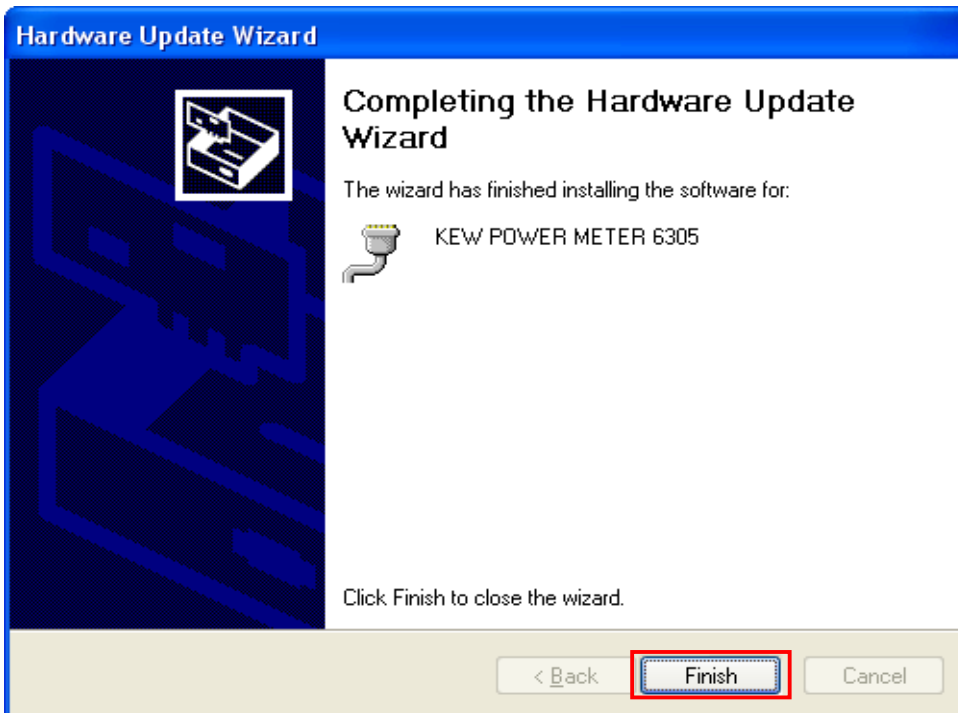 Hardware Update Wizard
Completing the Hardware Update
Wizard
The wizard has finished installing the software for:
KEW POWER METER 6305
Click Finish to close the wizard.
< Back
Finish
Cancel